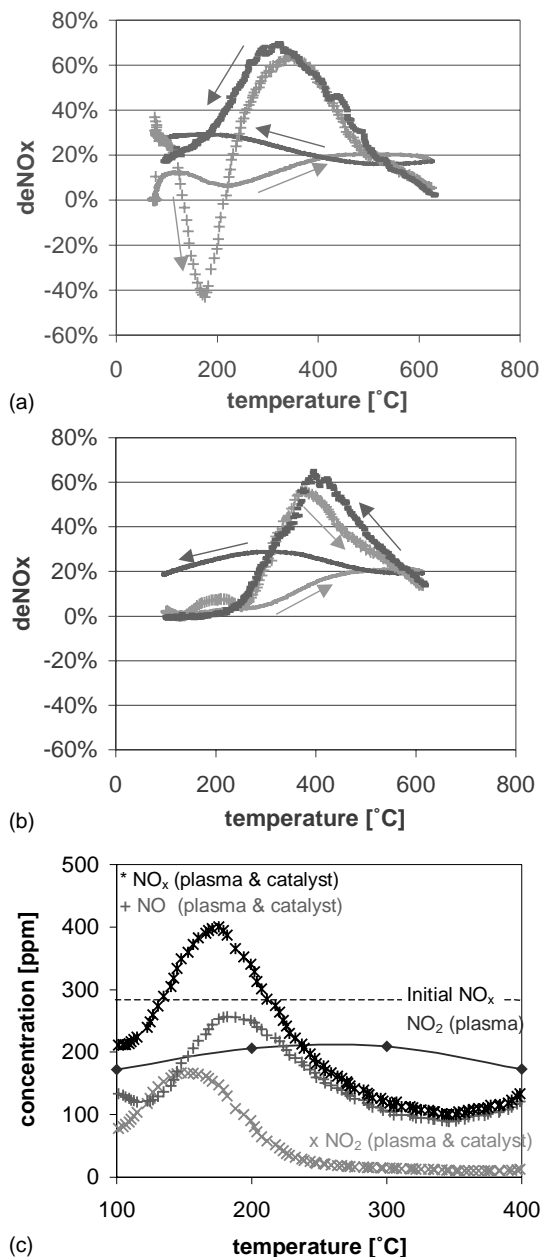 80%
60%
40%
20%
0%
-20%
-40%
-60%
deNOx
0 200 400 600 800
temperature [˚C]
(a)
80%
60%
40%
20%
0%
-20%
-40%
-60%
deNOx
0 200 400 600 800
temperature [˚C]
(b)
500
400
300
200
100
0
concentration [ppm]
* NOx (plasma & catalyst)
+ NO (plasma & catalyst)
Initial NOx
NO2 (plasma)
x NO2 (plasma & catalyst)
100 200 300 400
temperature [°C]
(c)